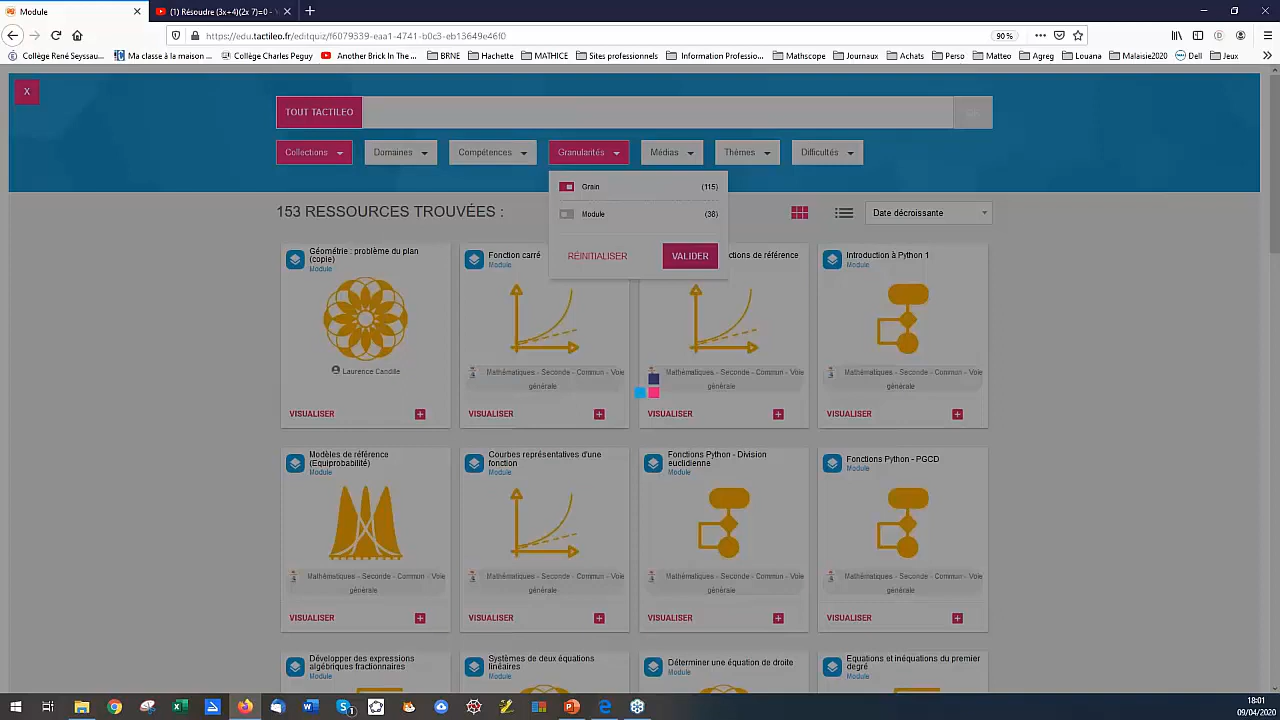 Module
(1) Résoudre (3x+4)(2x 7)=0 -
https://edu.tactileo.fr/editquiz/f6079339-eaa1-4741-b0c3-eb13649e46f0
90 %
Collège René Seyssau...
Ma classe à la maison ...
Collège Charles Peguy
Another Brick In The ...
BRNE
Hachette
MATHICE
Sites professionnels
Information Professio...
Mathscope
Journaux
Achats
Perso
Matteo
Agreg
Louana
Malaisie2020
Dell
Jeux
X
TOUT TACTILEO
Collections
Domaines
Compétences
Granularités
Médias
Thèmes
Difficultés
Grain (115)
Module (38)
RÉINITIALISER
VALIDER
153 RESSOURCES TROUVÉES :
Date décroissante
Géométrie : problème du plan
(copie)
Module
Laurence Candille
VISUALISER
Fonction carré
Module
Mathématiques - Seconde - Commun - Voie
générale
VISUALISER
ctions de référence
Mathématiques - Seconde - Commun - Voie
générale
VISUALISER
Introduction à Python 1
Module
Mathématiques - Seconde - Commun - Voie
générale
VISUALISER
Modèles de référence
(Equiprobabilité)
Module
Mathématiques - Seconde - Commun - Voie
générale
VISUALISER
Courbes représentatives d'une
fonction
Module
Mathématiques - Seconde - Commun - Voie
générale
VISUALISER
Fonctions Python - Division
euclidienne
Module
Mathématiques - Seconde - Commun - Voie
générale
VISUALISER
Fonctions Python - PGCD
Module
Mathématiques - Seconde - Commun - Voie
générale
VISUALISER
Développer des expressions
algébriques fractionnaires
Module
Systèmes de deux équations
linéaires
Module
Déterminer une équation de droite
Module
Equations et inéquations du premier
degré
Module
18:01
09/04/2020